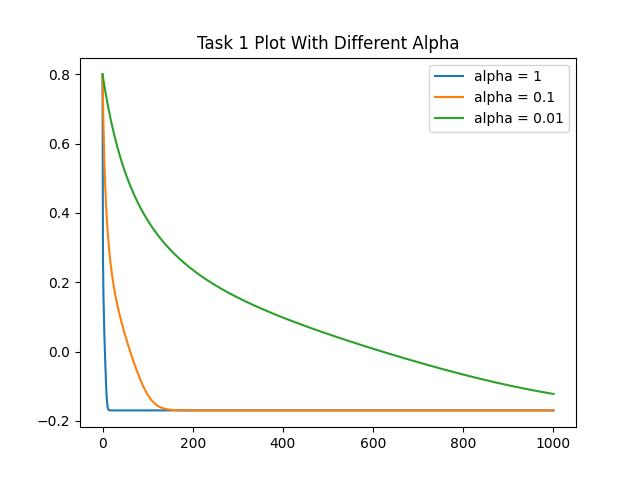 Task 1 Plot With Different Alpha
0.8
0.6
0.4
0.2
0.0
−0.2
alpha = 1
alpha = 0.1
alpha = 0.01
0 200 400 600 800 1000